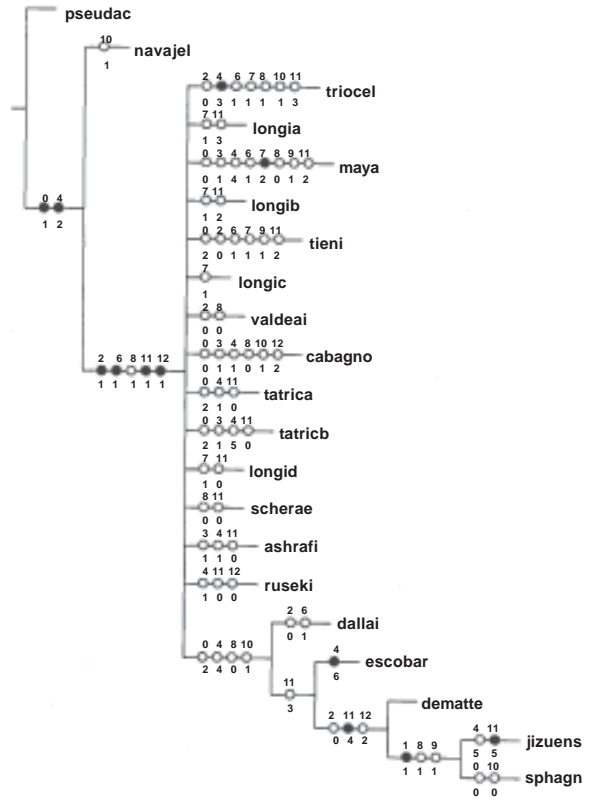 pseudac
10
navajel
1
2 4 6 7 8 10 11
triocel
0 3 1 1 1 1 3
7 11
longia
1 3
0 3 4 6 7 8 9 11
maya
0 1 4 1 2 0 1 2
7 11
longib
1 2
0 4
1 2
0 2 6 7 9 11
tieni
2 0 1 1 1 2
7
longic
1
2 8
valdeai
0 0
0 3 4 8 10 12
cabagno
0 1 1 0 1 2
2 6 8 11 12
1 1 1 1 1
0 4 11
tatrica
2 1 0
0 3 4 11
tatricb
2 1 5 0
7 11
longid
1 0
8 11
scherae
0 0
3 4 11
ashrafi
1 1 0
4 11 12
ruseki
1 0 0
2 6
dallai
0 1
0 4 8 10
2 4 0 1
4
escobar
6
11
3
dematte
2 11 12
0 4 2
4 11
jizuens
5 5
1 8 9
1 1 1
0 10
sphagn
0 0